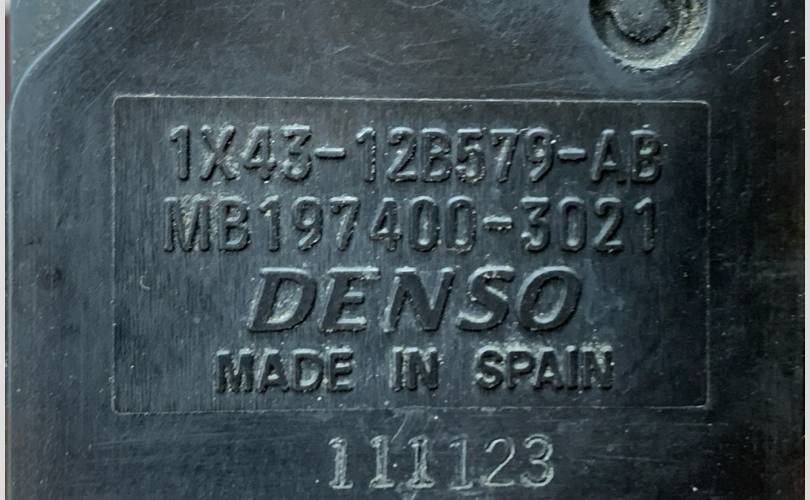 1X43-12B579-AB
MB197400-3021
DENSO
MADE IN SPAIN
111123